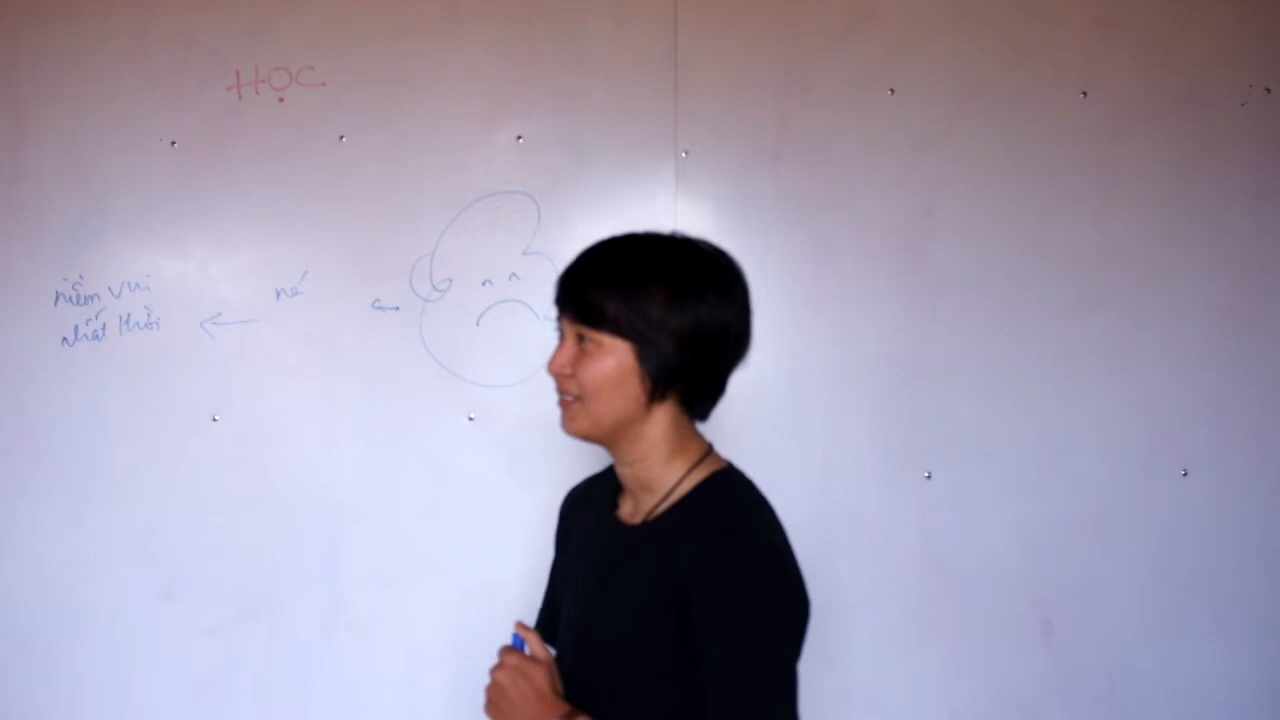 HỌC
niềm vui
nhất thời
né